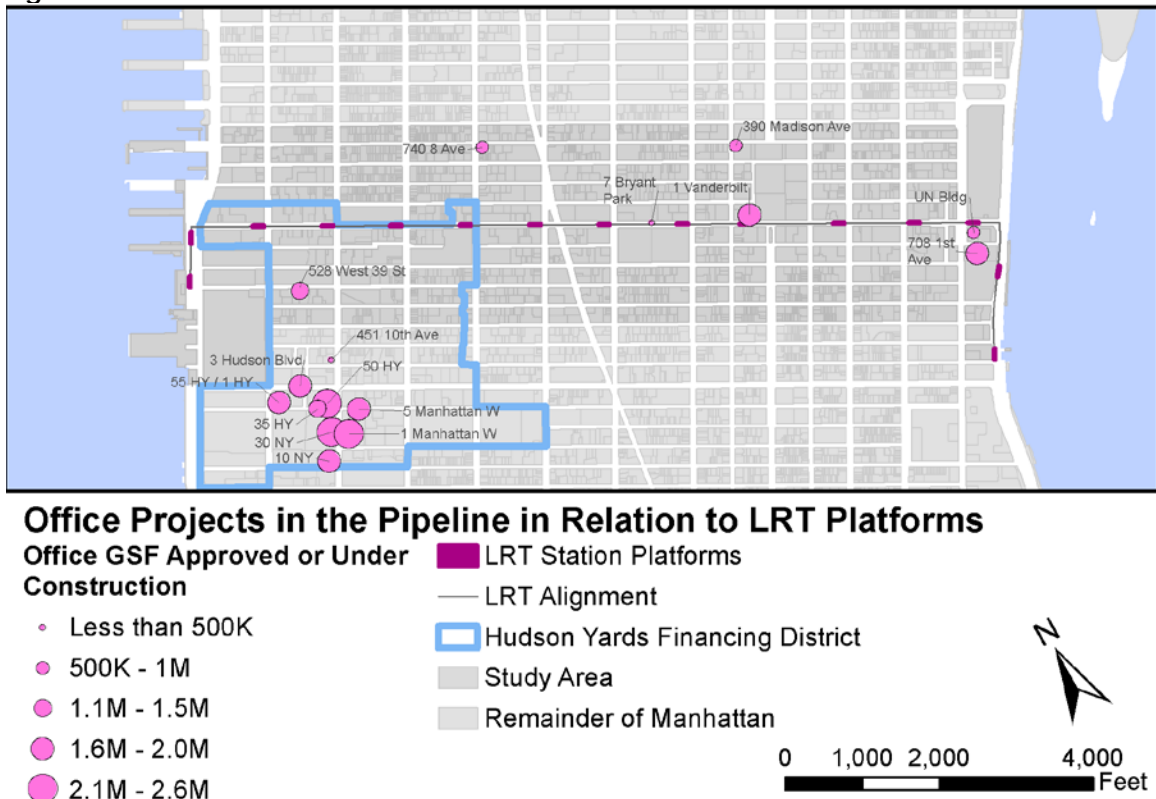 390 Madison Ave
740 8 Ave
7 Bryant
Park
1 Vanderbilt
UN Bldg
708 1st
Ave
528 West 39 St
451 10th Ave
3 Hudson Blvd
50 HY
55 HY / 1 HY
5 Manhattan W
35 HY
30 NY
1 Manhattan W
10 NY
Office Projects in the Pipeline in Relation to LRT Platforms
Office GSF Approved or Under
Construction
Less than 500K
500K - 1M
1.1M - 1.5M
1.6M - 2.0M
2.1M - 2.6M
LRT Station Platforms
LRT Alignment
Hudson Yards Financing District
Study Area
Remainder of Manhattan
N
0 1,000 2,000 4,000
Feet